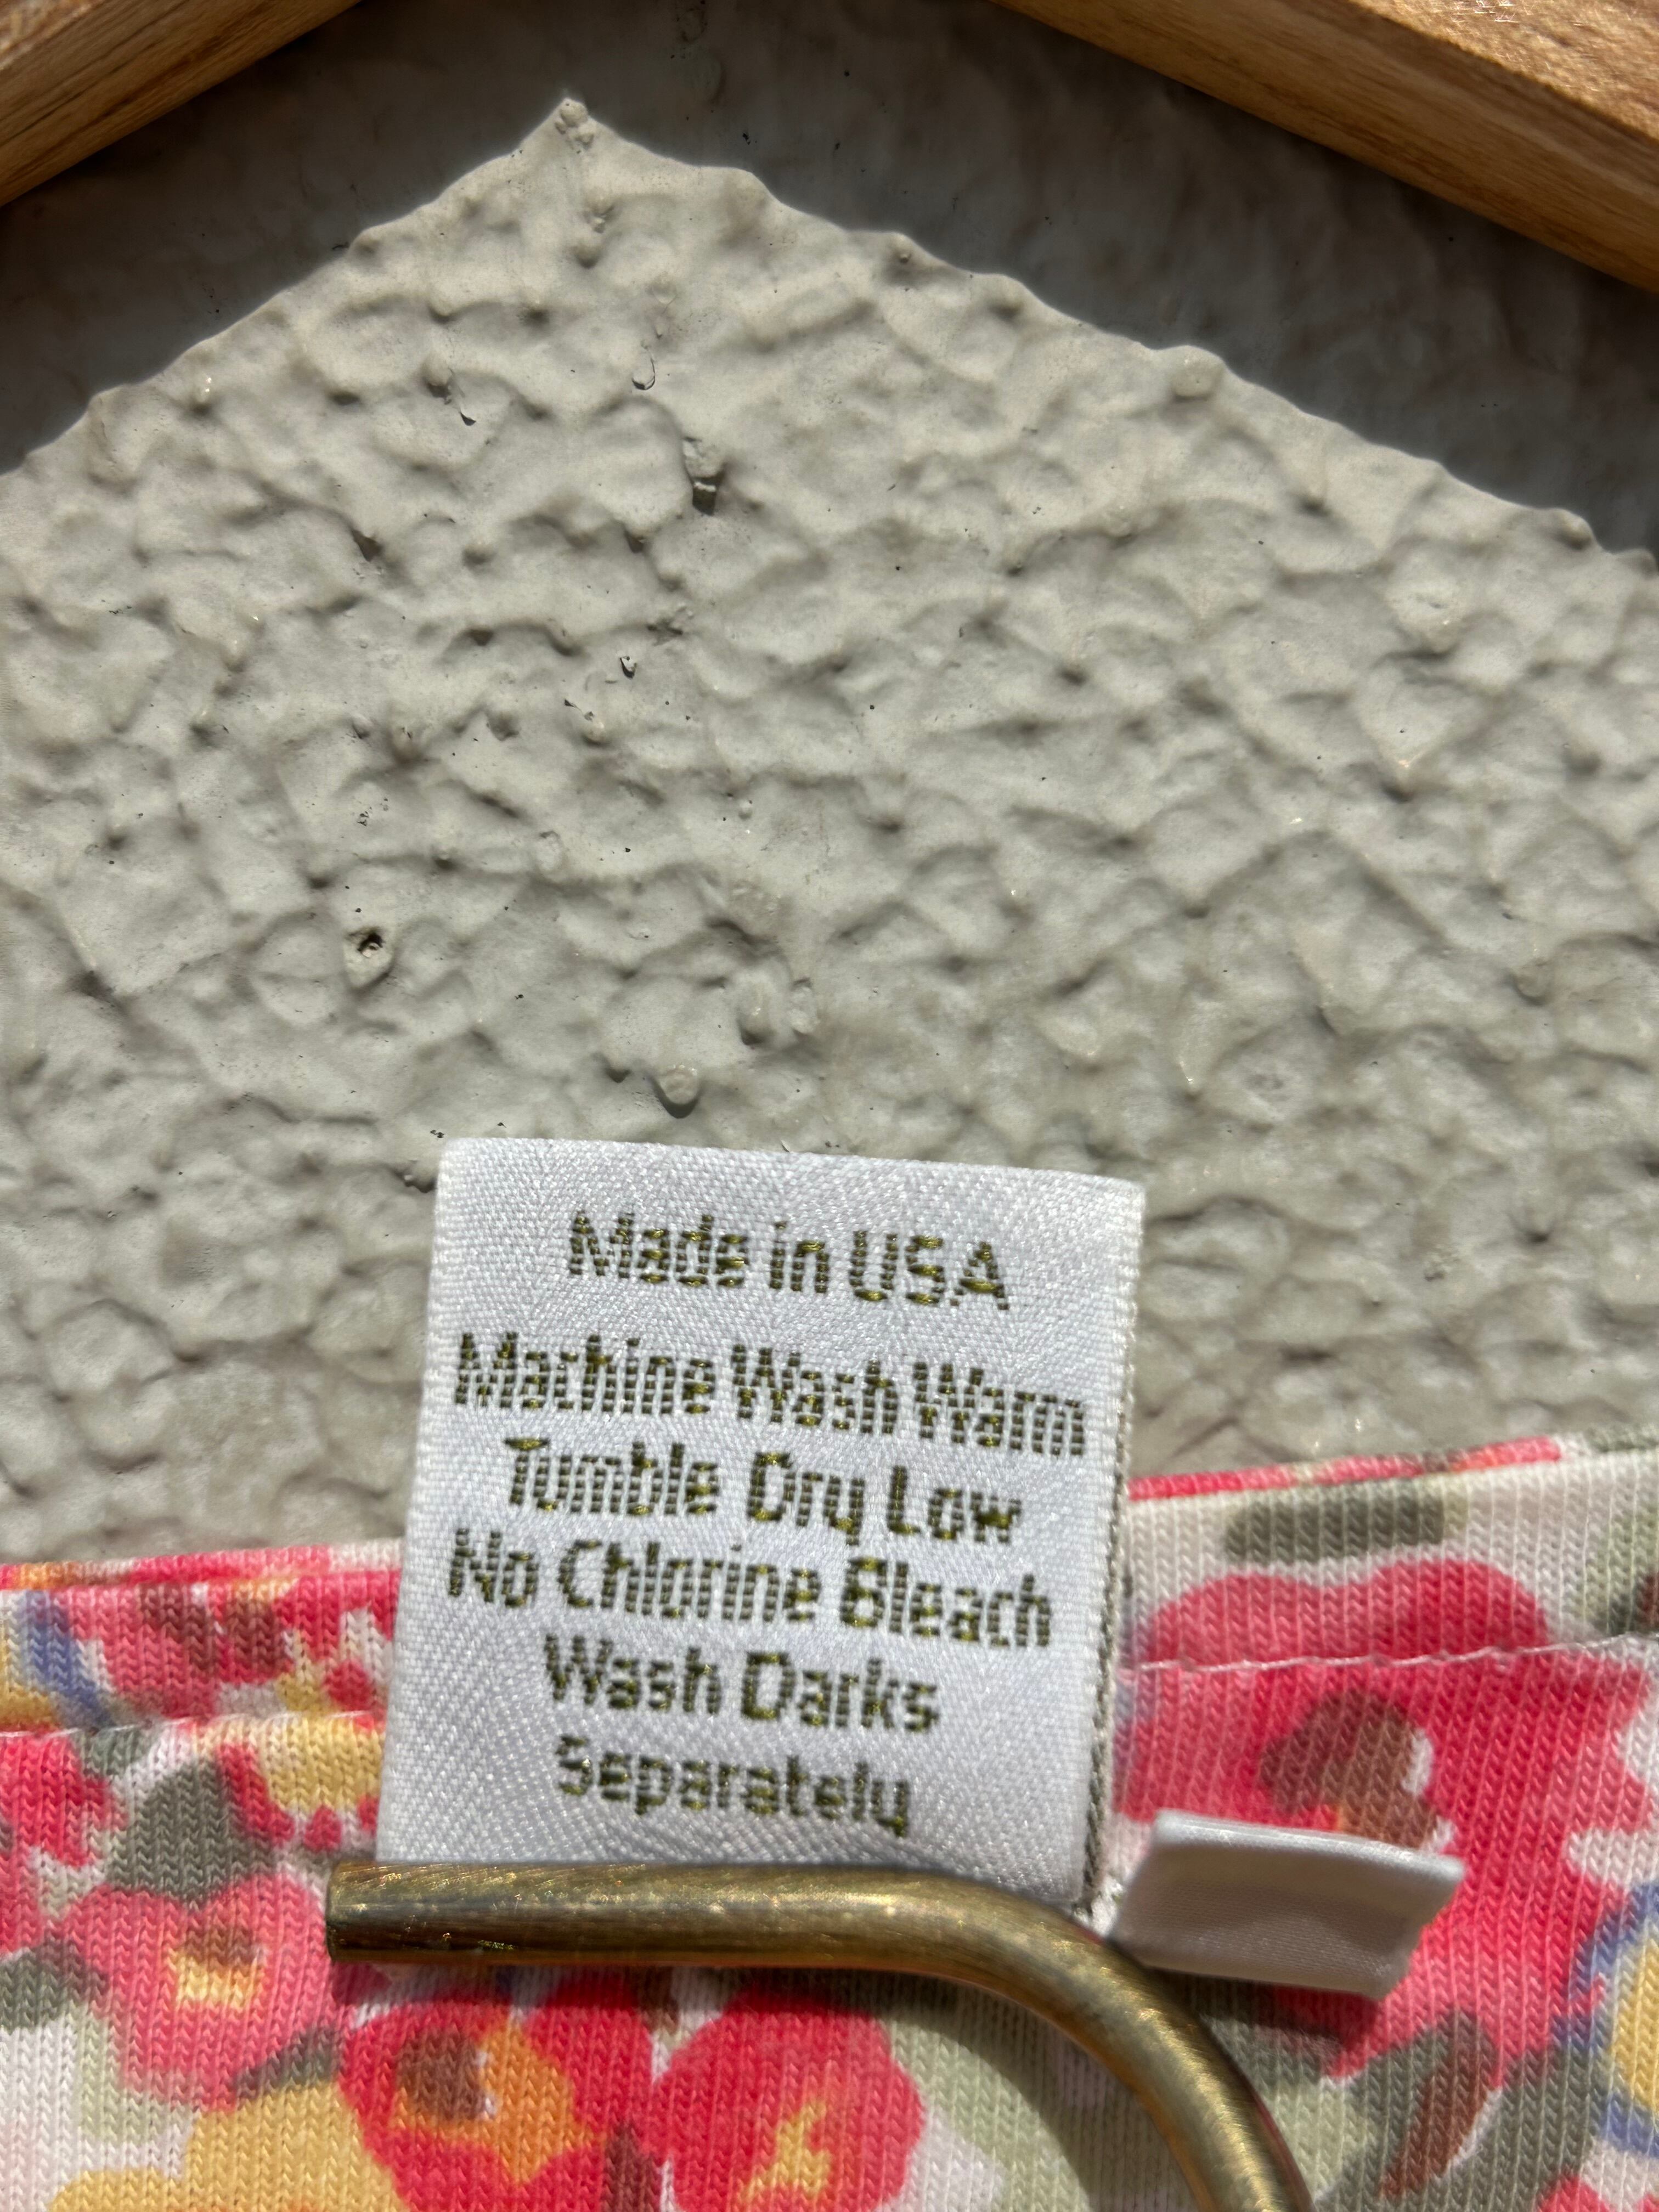 Made in USA
Machine Wash Warm
Tumble Dry Low
No Chlorine Bleach
Wash Darks
Separately